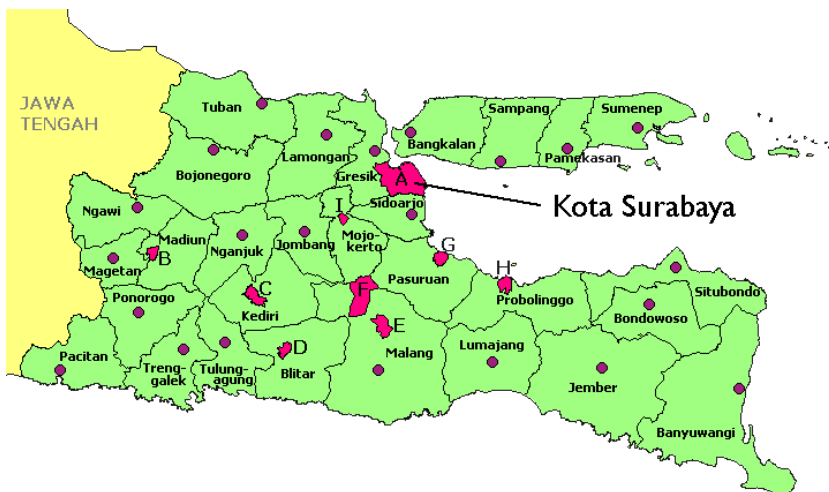 JAWA
TENGAH
Tuban
Lamongan
Bojonegoro
Gresik
Bangkalan
Sampang
Pamekasan
Sumenep
A
Kota Surabaya
Sidoarjo
I
Mojo-
kerto
Ngawi
Madiun
B
Magetan
Nganjuk
Jombang
G
Pasuruan
H
Probolinggo
Situbondo
Bondowoso
Ponorogo
C
Kediri
F
E
Malang
Lumajang
Jember
Banyuwangi
Pacitan
Treng-
galek
Tulung-
agung
D
Blitar